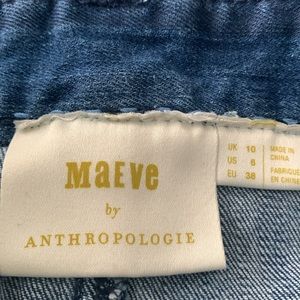 MaEVe
by
ANTHROPOLOGIE
UK 10
US 6
EU 38
MADE IN
CHINA
FABRIQUE
EN CHINE